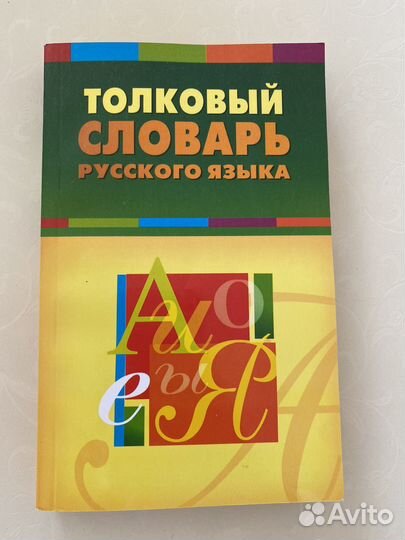 ТОЛКОВЫЙ
СЛОВАРЬ
РУССКОГО ЯЗЫКА
А И О
е ы Я
А
Avito